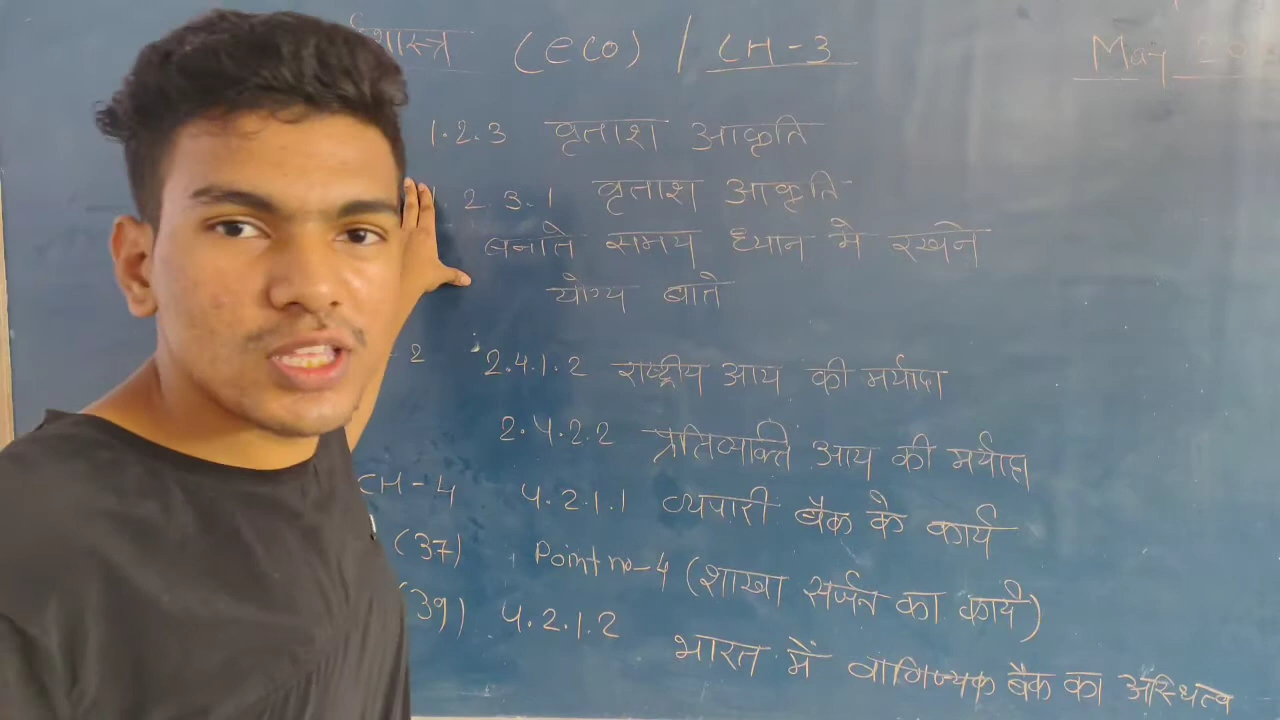 शास्त्र (eco) / CH-3
May 20
1.2.3 वृताश आकृति
1.2.3.1 वृताश आकृति
बनाते समय ध्यान मे रखने
योग्य बाते
2 2.4.1.2 राष्ट्रीय आय की मर्यादा
2.4.2.2 प्रतिव्यक्ति आय की मर्यादा
CH-4 4.2.1.1 व्यपारी बैंक के कार्य
(37) Point no-4 (शाखा सर्जन का कार्य)
(39) 4.2.1.2 भारत में वाणिज्यक बैंक का अस्थित्व